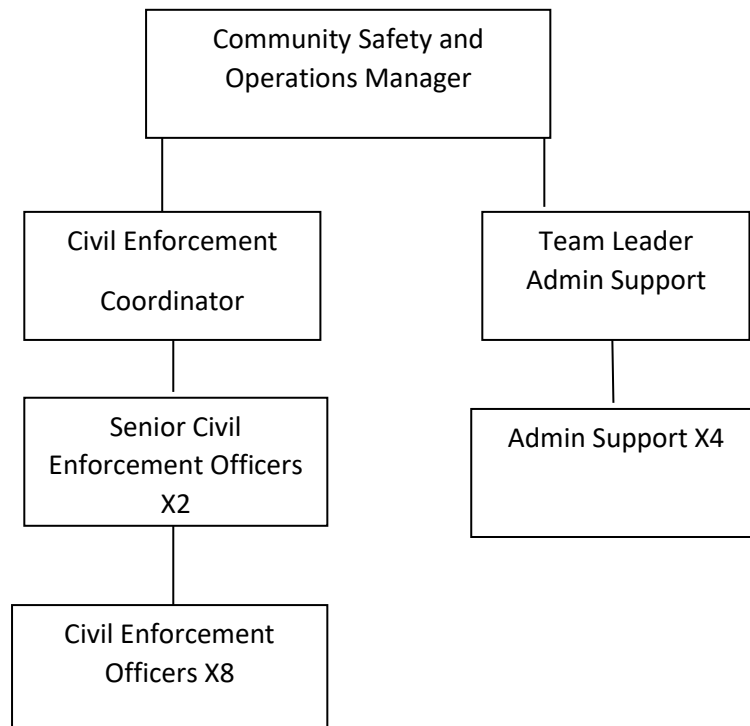 Community Safety and
Operations Manager
Civil Enforcement
Coordinator
Team Leader
Admin Support
Senior Civil
Enforcement Officers
X2
Admin Support X4
Civil Enforcement
Officers X8